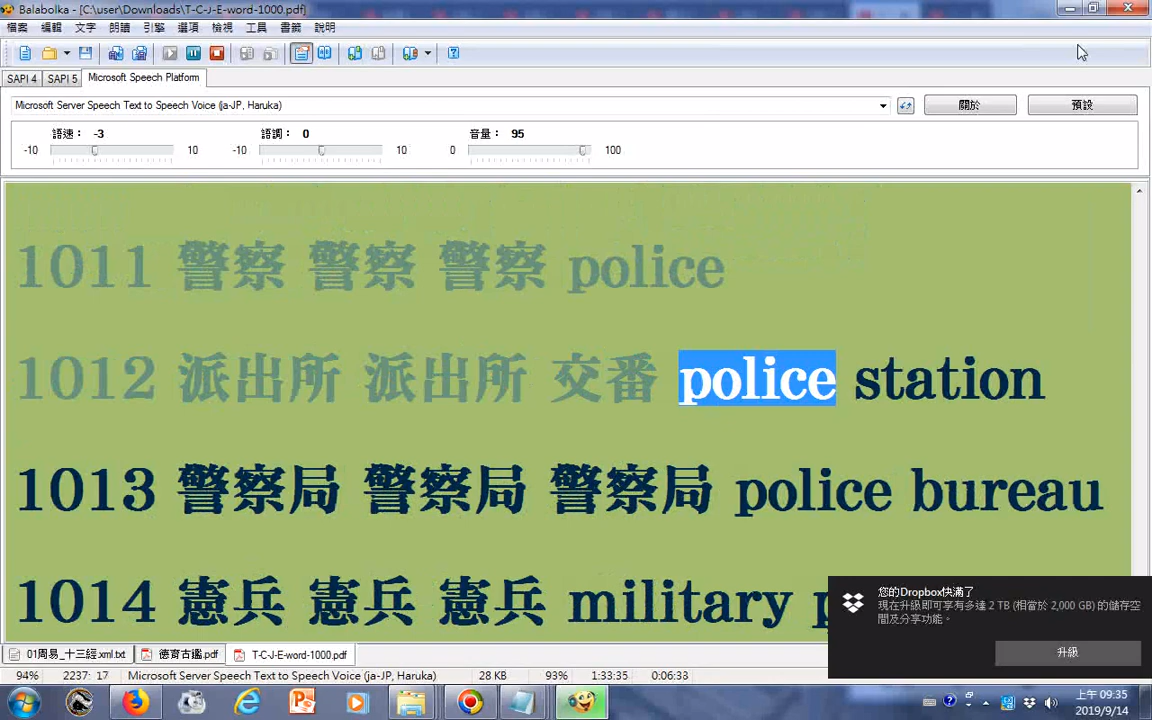 Balabolka - [C:\user\Downloads\T-C-J-E-word-1000.pdf]
檔案 編輯 文字 朗讀 引擎 選項 檢視 工具 書籤 說明
SAPI 4 SAPI 5 Microsoft Speech Platform
Microsoft Server Speech Text to Speech Voice (ja-JP, Haruka) 關於 預設
語速： -3 語調： 0 音量： 95
-10 10 -10 10 0 100
1011 警察 警察 警察 police
1012 派出所 派出所 交番 police station
1013 警察局 警察局 警察局 police bureau
1014 憲兵 憲兵 憲兵 military p
您的Dropbox快滿了
現在升級即可享有多達 2 TB (相當於 2,000 GB) 的儲存空
間及分享功能。
升級
01周易_十三經.xml.txt 德育古鑑.pdf T-C-J-E-word-1000.pdf
94% 2237: 17 Microsoft Server Speech Text to Speech Voice (ja-JP, Haruka) 28 KB 93% 1:33:35 0:06:33
上午 09:35
2019/9/14